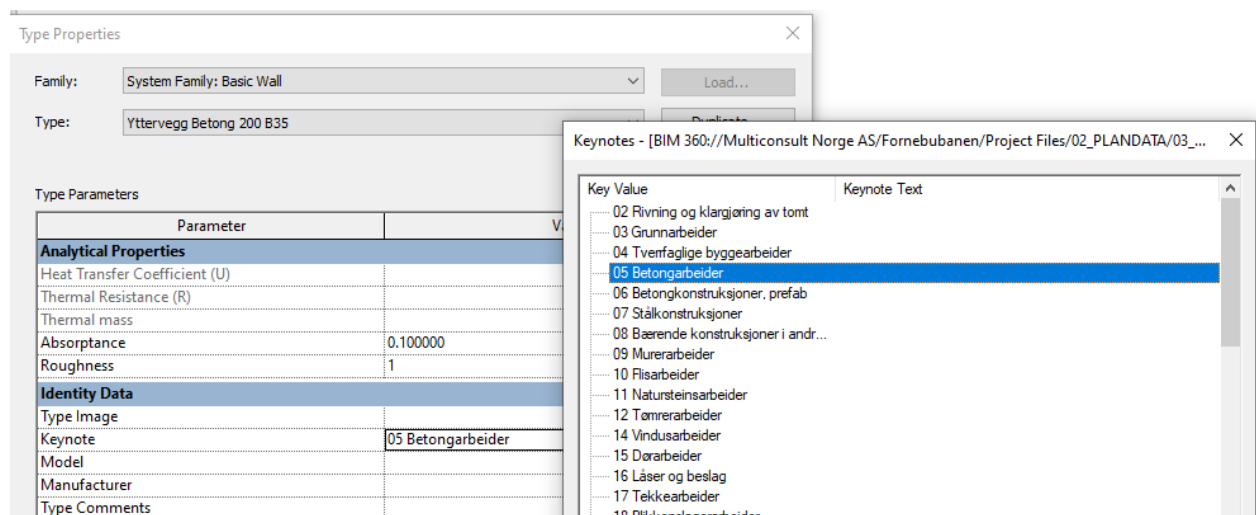 Type Properties
Family:
System Family: Basic Wall
Load...
Type:
Yttervegg Betong 200 B35
Type Parameters
Parameter
Analytical Properties
Heat Transfer Coefficient (U)
Thermal Resistance (R)
Thermal mass
Absorptance 0.100000
Roughness 1
Identity Data
Type Image
Keynote 05 Betongarbeider
Model
Manufacturer
Type Comments
Keynotes - [BIM 360://Multiconsult Norge AS/Fornebubanen/Project Files/02_PLANDATA/03_...
Key Value Keynote Text
02 Rivning og klargjøring av tomt
03 Grunnarbeider
04 Tverrfaglige byggearbeider
05 Betongarbeider
06 Betongkonstruksjoner, prefab
07 Stålkonstruksjoner
08 Bærende konstruksjoner i andr...
09 Murerarbeider
10 Flisarbeider
11 Natursteinsarbeider
12 Tømrerarbeider
14 Vindusarbeider
15 Dørarbeider
16 Låser og beslag
17 Tekkearbeider